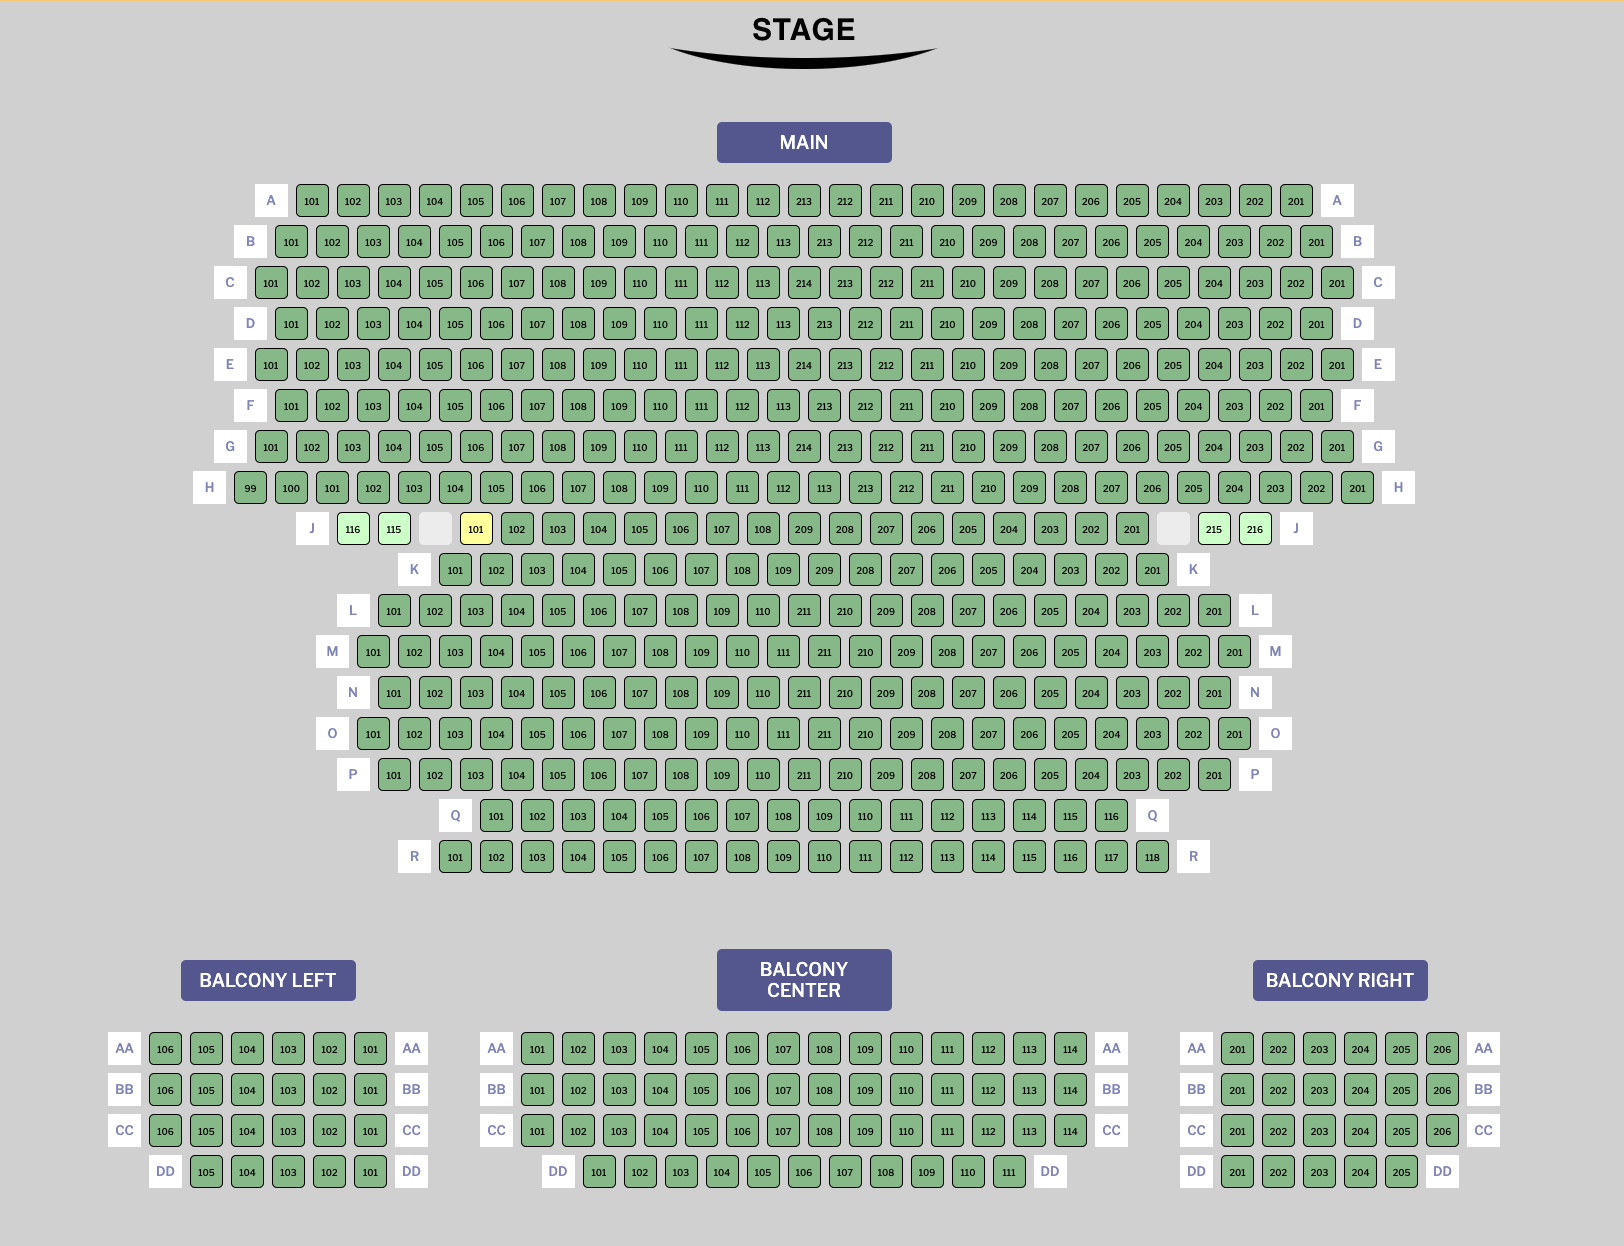 STAGE
MAIN
A 101 102 103 104 105 106 107 108 109 110 111 112 213 212 211 210 209 208 207 206 205 204 203 202 201 A
B 101 102 103 104 105 106 107 108 109 110 111 112 113 213 212 211 210 209 208 207 206 205 204 203 202 201 B
C 101 102 103 104 105 106 107 108 109 110 111 112 113 214 213 212 211 210 209 208 207 206 205 204 203 202 201 C
D 101 102 103 104 105 106 107 108 109 110 111 112 113 213 212 211 210 209 208 207 206 205 204 203 202 201 D
E 101 102 103 104 105 106 107 108 109 110 111 112 113 214 213 212 211 210 209 208 207 206 205 204 203 202 201 E
F 101 102 103 104 105 106 107 108 109 110 111 112 113 213 212 211 210 209 208 207 206 205 204 203 202 201 F
G 101 102 103 104 105 106 107 108 109 110 111 112 113 214 213 212 211 210 209 208 207 206 205 204 203 202 201 G
H 99 100 101 102 103 104 105 106 107 108 109 110 111 112 113 213 212 211 210 209 208 207 206 205 204 203 202 201 H
J 116 115 101 102 103 104 105 106 107 108 209 208 207 206 205 204 203 202 201 215 216 J
K 101 102 103 104 105 106 107 108 109 209 208 207 206 205 204 203 202 201 K
L 101 102 103 104 105 106 107 108 109 110 211 210 209 208 207 206 205 204 203 202 201 L
M 101 102 103 104 105 106 107 108 109 110 111 211 210 209 208 207 206 205 204 203 202 201 M
N 101 102 103 104 105 106 107 108 109 110 211 210 209 208 207 206 205 204 203 202 201 N
O 101 102 103 104 105 106 107 108 109 110 111 211 210 209 208 207 206 205 204 203 202 201 O
P 101 102 103 104 105 106 107 108 109 110 211 210 209 208 207 206 205 204 203 202 201 P
Q 101 102 103 104 105 106 107 108 109 110 111 112 113 114 115 116 Q
R 101 102 103 104 105 106 107 108 109 110 111 112 113 114 115 116 117 118 R
BALCONY LEFT
AA 106 105 104 103 102 101 AA
BB 106 105 104 103 102 101 BB
CC 106 105 104 103 102 101 CC
DD 105 104 103 102 101 DD
BALCONY
CENTER
AA 101 102 103 104 105 106 107 108 109 110 111 112 113 114 AA
BB 101 102 103 104 105 106 107 108 109 110 111 112 113 114 BB
CC 101 102 103 104 105 106 107 108 109 110 111 112 113 114 CC
DD 101 102 103 104 105 106 107 108 109 110 111 DD
BALCONY RIGHT
AA 201 202 203 204 205 206 AA
BB 201 202 203 204 205 206 BB
CC 201 202 203 204 205 206 CC
DD 201 202 203 204 205 DD